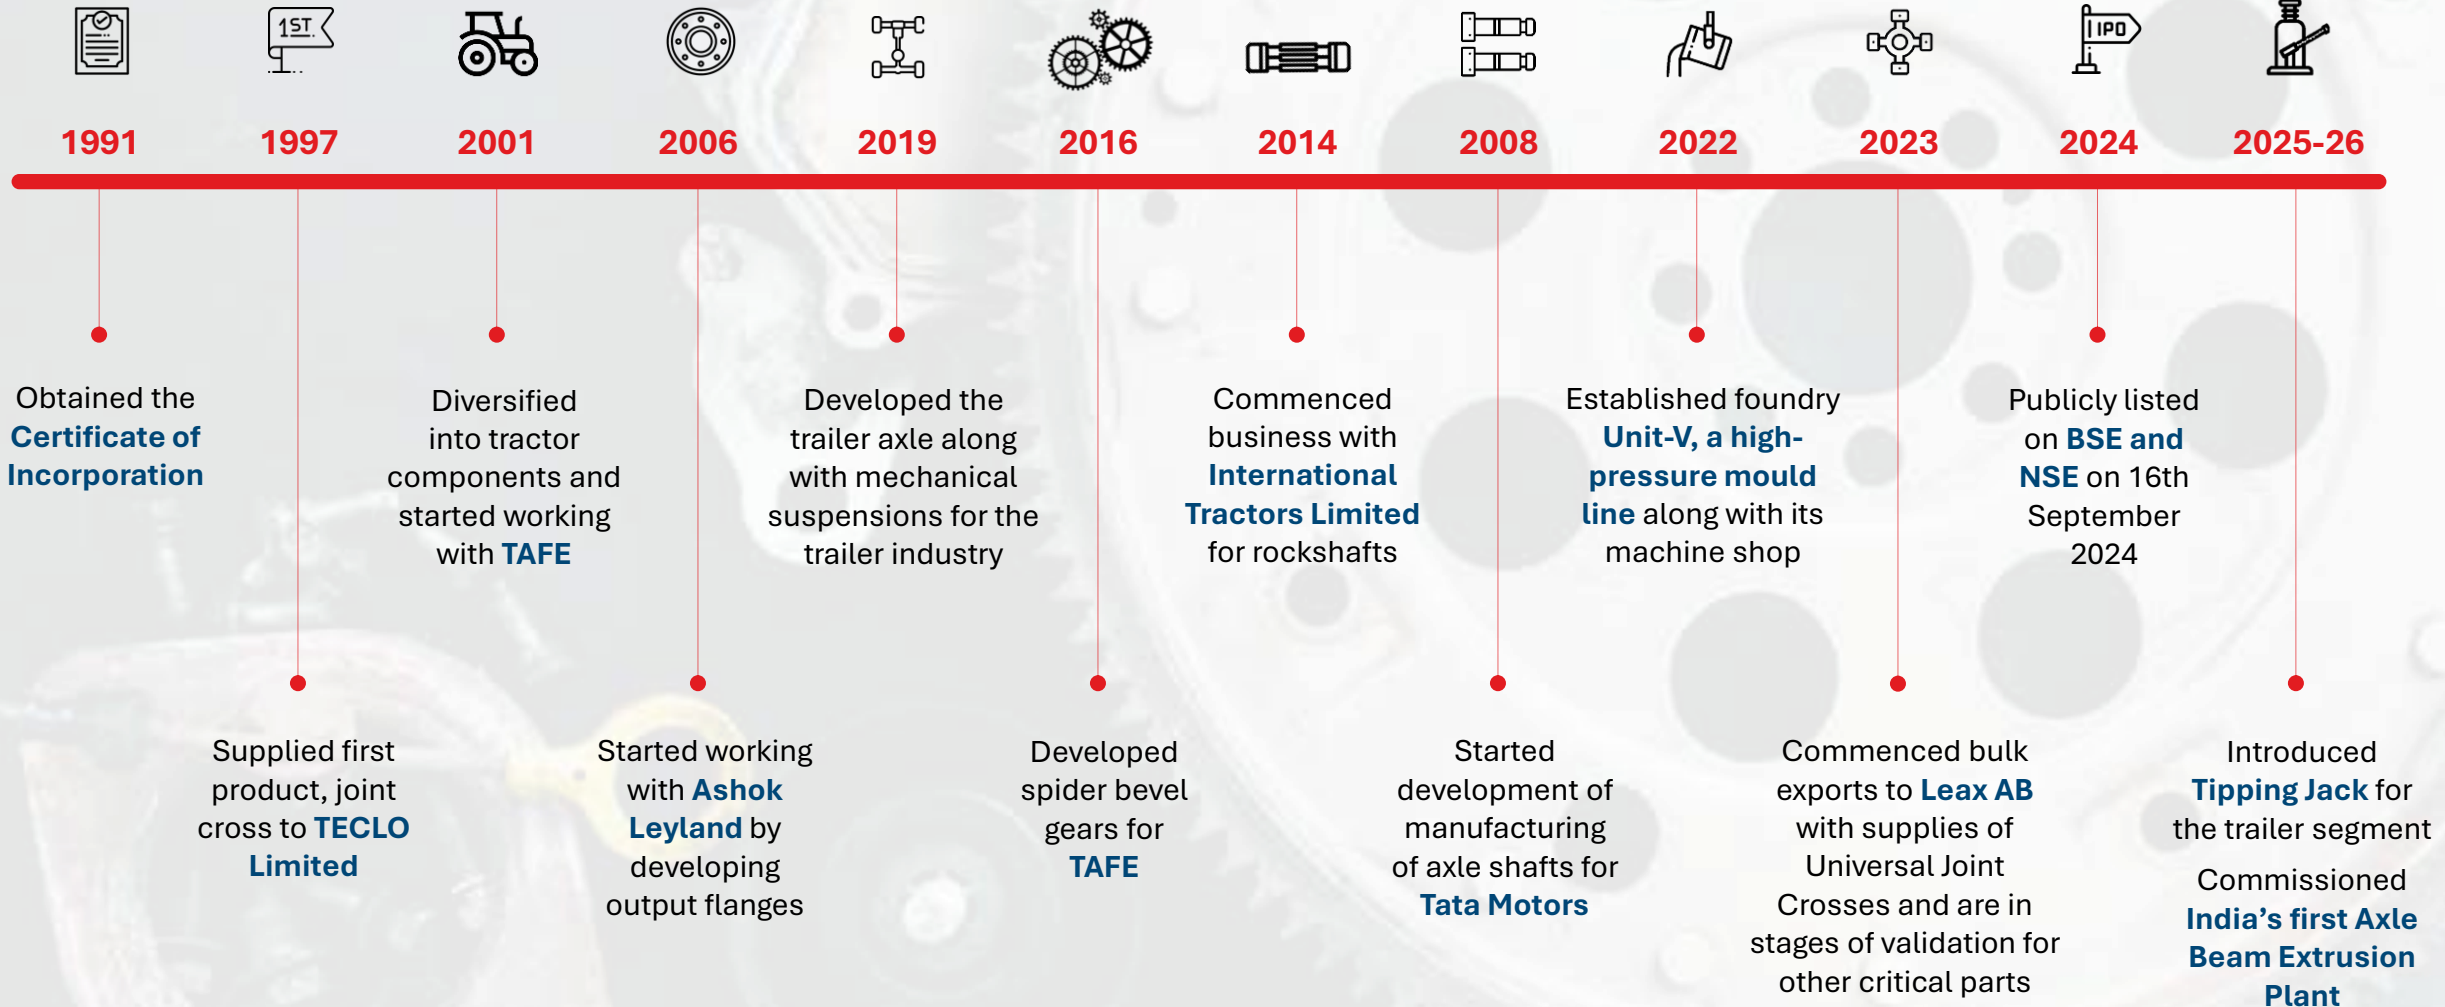 1ST.
IPO
1991
1997
2001
2006
2019
2016
2014
2008
2022
2023
2024
2025-26
Obtained the
Certificate of
Incorporation
Supplied first
product, joint
cross to TECLO
Limited
Diversified
into tractor
components and
started working
with TAFE
Started working
with Ashok
Leyland by
developing
output flanges
Developed the
trailer axle along
with mechanical
suspensions for the
trailer industry
Developed
spider bevel
gears for
TAFE
Commenced
business with
International
Tractors Limited
for rockshafts
Started
development of
manufacturing
of axle shafts for
Tata Motors
Established foundry
Unit-V, a high-
pressure mould
line along with its
machine shop
Commenced bulk
exports to Leax AB
with supplies of
Universal Joint
Crosses and are in
stages of validation for
other critical parts
Publicly listed
on BSE and
NSE on 16th
September
2024
Introduced
Tipping Jack for
the trailer segment
Commissioned
India’s first Axle
Beam Extrusion
Plant